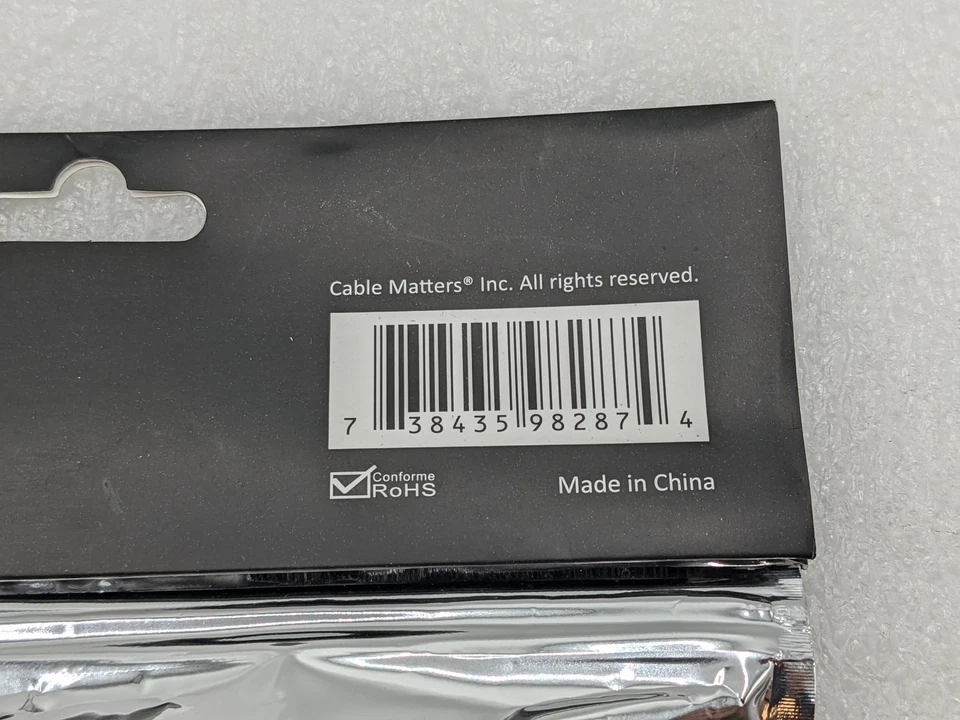 Cable Matters® Inc. All rights reserved.
7 38435 98287 4
Conforme
RoHS
Made in China